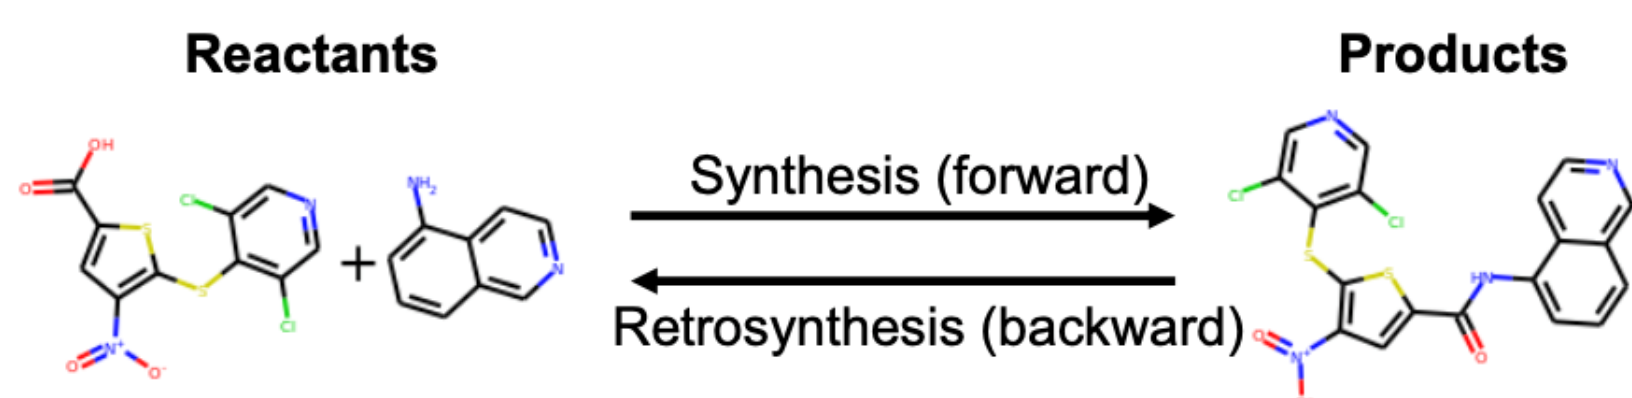 Reactants
Products
OH
O
S
Cl
N
S
Cl
N+
O
O-
+
NH2
N
Synthesis (forward)
Retrosynthesis (backward)
N
Cl
Cl
S
S
HN
N
O
N+
O